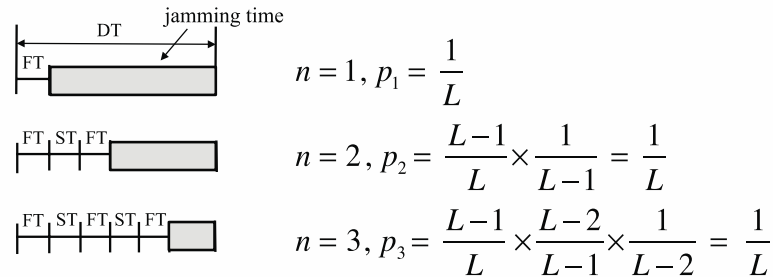 jamming time
DT
FT
n = 1, p₁ = 1/L
FT ST FT
n = 2, p₂ = (L−1)/L × 1/(L−1) = 1/L
FT ST FT ST FT
n = 3, p₃ = (L−1)/L × (L−2)/(L−1) × 1/(L−2) = 1/L